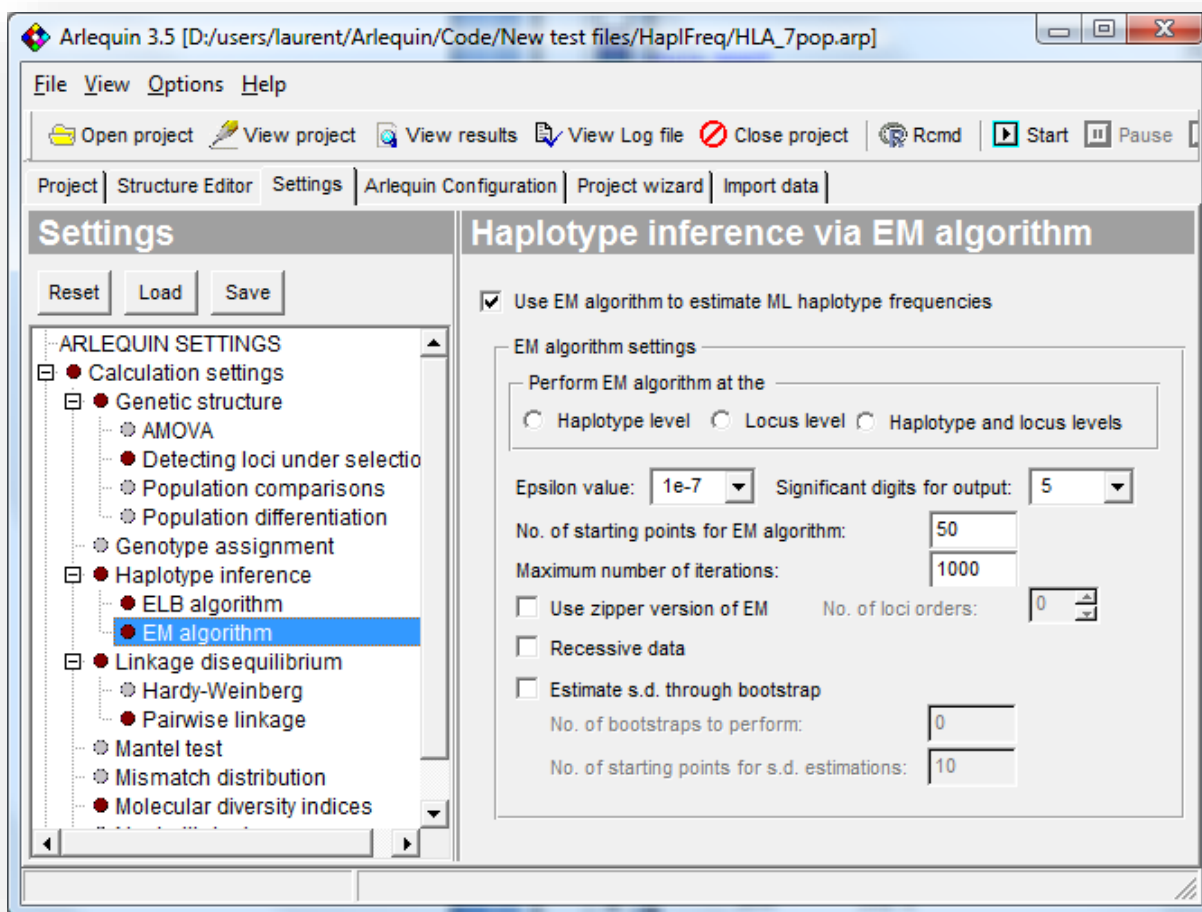 Arlequin 3.5 [D:/users/laurent/Arlequin/Code/New test files/HaplFreq/HLA_7pop.arp]
File View Options Help
Open project View project View results View Log file Close project Rcmd Start Pause
Project Structure Editor Settings Arlequin Configuration Project wizard Import data
Settings
Reset Load Save
ARLEQUIN SETTINGS
Calculation settings
Genetic structure
AMOVA
Detecting loci under selectio
Population comparisons
Population differentiation
Genotype assignment
Haplotype inference
ELB algorithm
EM algorithm
Linkage disequilibrium
Hardy-Weinberg
Pairwise linkage
Mantel test
Mismatch distribution
Molecular diversity indices
Haplotype inference via EM algorithm
Use EM algorithm to estimate ML haplotype frequencies
EM algorithm settings
Perform EM algorithm at the
Haplotype level Locus level Haplotype and locus levels
Epsilon value: 1e-7 Significant digits for output: 5
No. of starting points for EM algorithm: 50
Maximum number of iterations: 1000
Use zipper version of EM No. of loci orders: 0
Recessive data
Estimate s.d. through bootstrap
No. of bootstraps to perform: 0
No. of starting points for s.d. estimations: 10